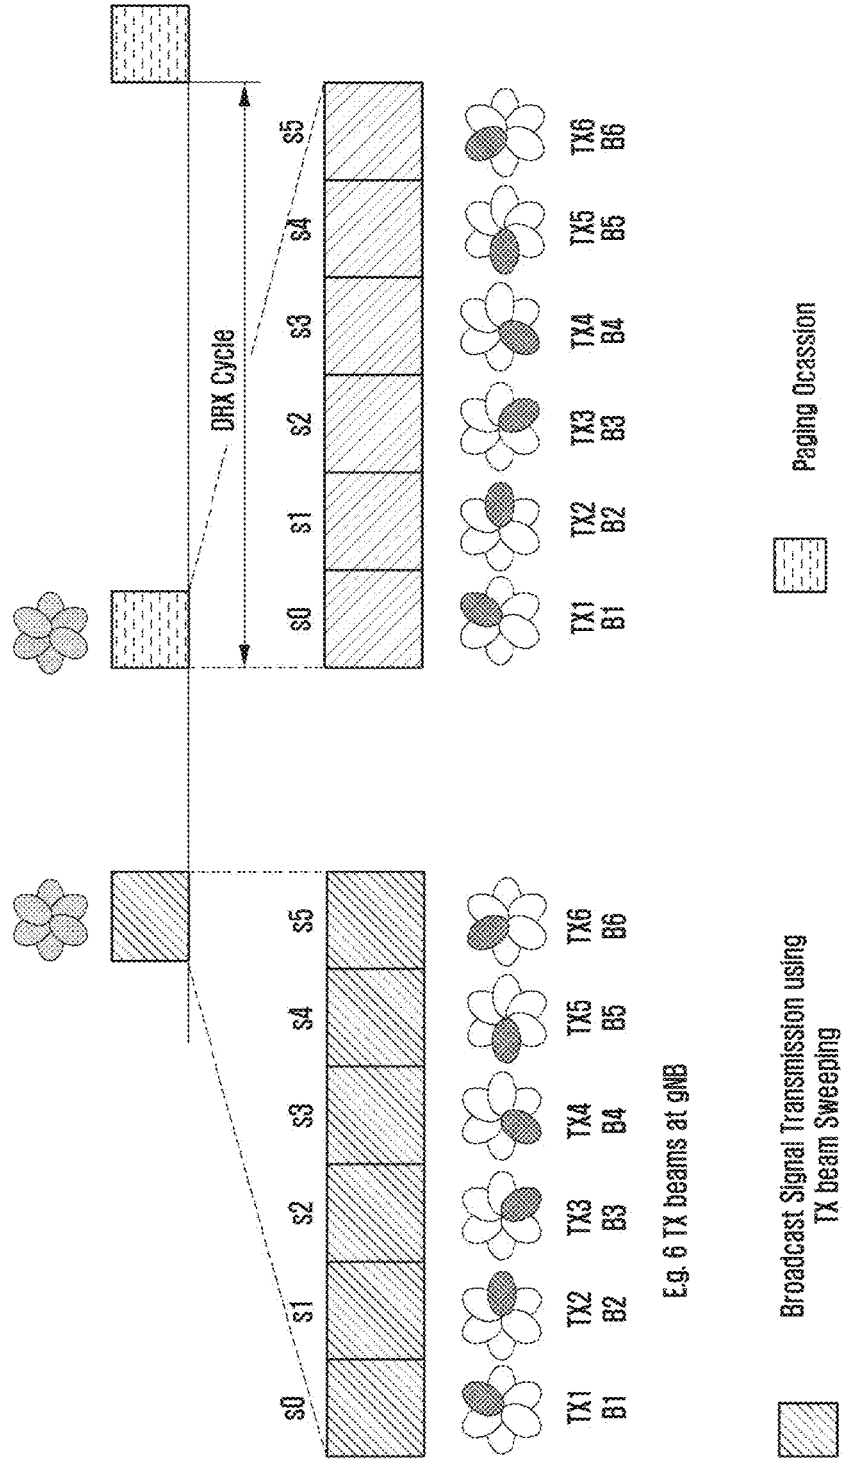 DRX Cycle
s0 s1 s2 s3 s4 s5 s0 s1 s2 s3 s4 s5
TX1 TX2 TX3 TX4 TX5 TX6 TX1 TX2 TX3 TX4 TX5 TX6
B1 B2 B3 B4 B5 B6 B1 B2 B3 B4 B5 B6
Eg. 6 TX beams at gNB
Broadcast Signal Transmission using
TX beam Sweeping
Paging Ocassion